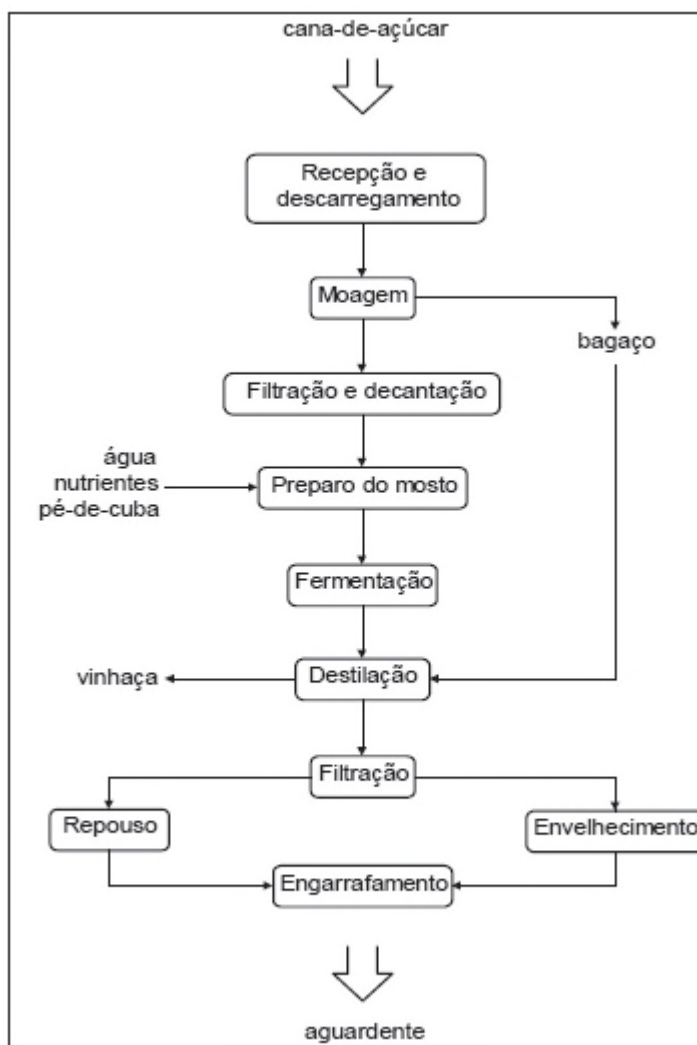 cana-de-açúcar
Recepção e
descarregamento
Moagem
bagaço
Filtração e decantação
água
nutrientes
pé-de-cuba
Preparo do mosto
Fermentação
vinhaça
Destilação
Filtração
Repouso
Envelhecimento
Engarrafamento
aguardente